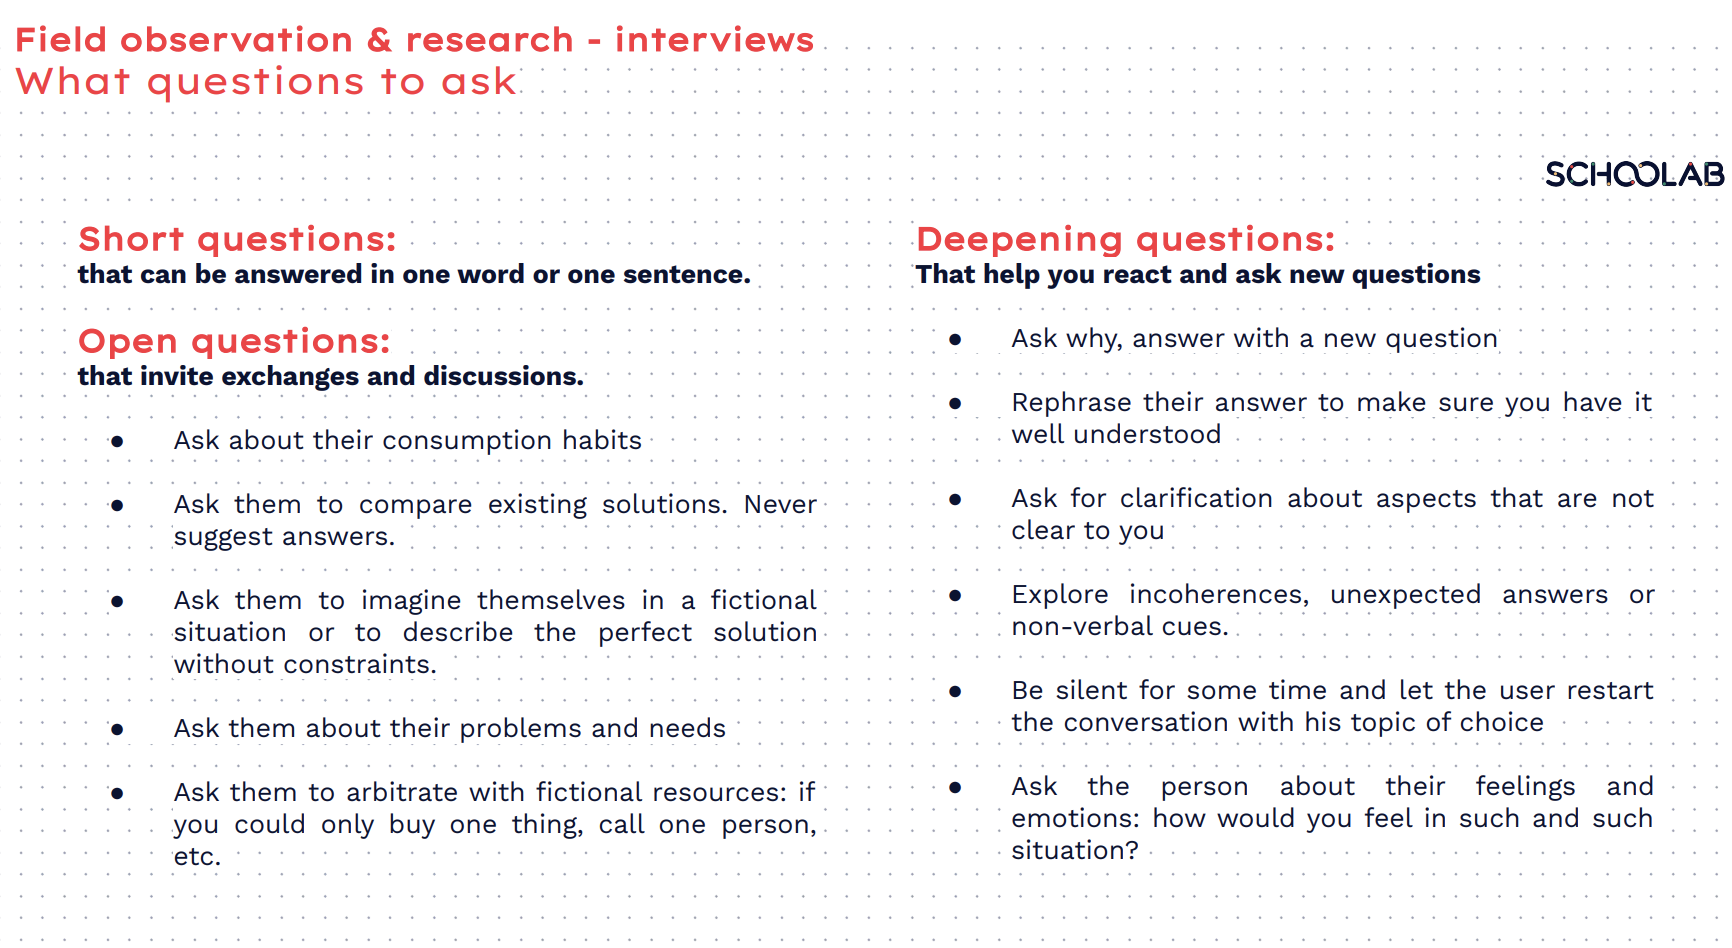 Field observation & research - interviews
What questions to ask
SCHOOLAB
Short questions:
that can be answered in one word or one sentence.
Open questions:
that invite exchanges and discussions.
● Ask about their consumption habits
● Ask them to compare existing solutions. Never
suggest answers.
● Ask them to imagine themselves in a fictional
situation or to describe the perfect solution
without constraints.
● Ask them about their problems and needs
● Ask them to arbitrate with fictional resources: if
you could only buy one thing, call one person,
etc.
Deepening questions:
That help you react and ask new questions
● Ask why, answer with a new question
● Rephrase their answer to make sure you have it
well understood
● Ask for clarification about aspects that are not
clear to you
● Explore incoherences, unexpected answers or
non-verbal cues.
● Be silent for some time and let the user restart
the conversation with his topic of choice
● Ask the person about their feelings and
emotions: how would you feel in such and such
situation?